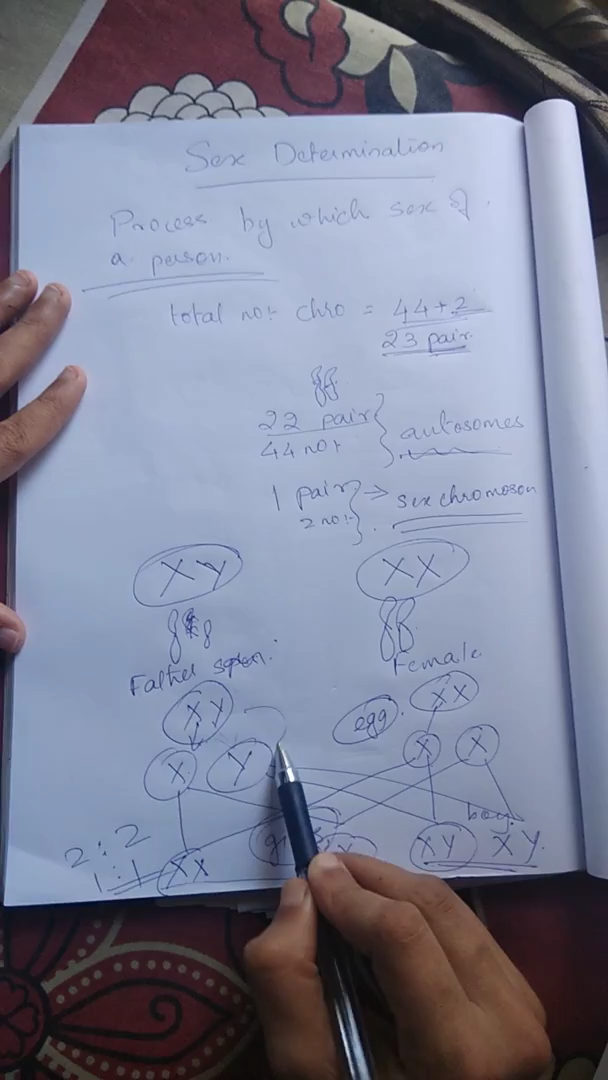 Sex Determination
Process by which sex of
a person.
total no:- chro = 44+2
23 pair.
22 pair
44 no:-
autosomes
1 pair
2 no:-
sex chromoson
XY
XX
Father
Female
XY
XX
egg.
X
Y
X
X
boy.
2:2
1:1
XX
XY
XY.